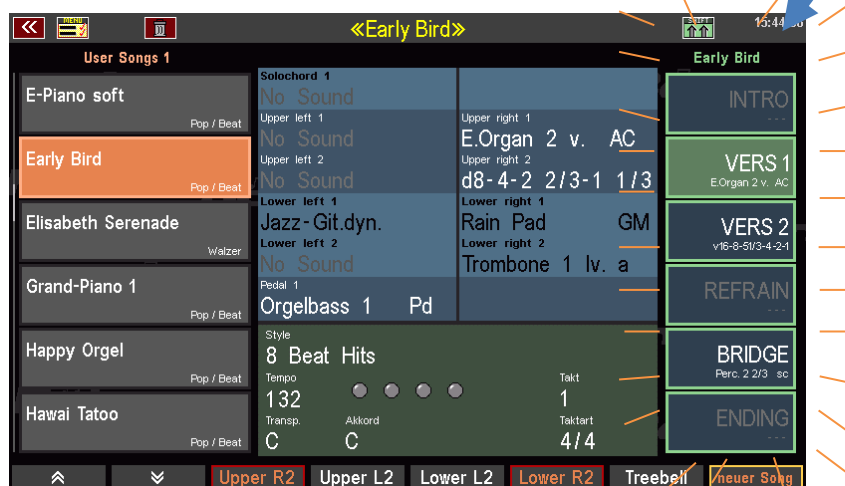 MENU
«Early Bird»
SHIFT
User Songs 1
Early Bird
E-Piano soft
Pop / Beat
Early Bird
Pop / Beat
Elisabeth Serenade
Walzer
Grand-Piano 1
Pop / Beat
Happy Orgel
Pop / Beat
Hawai Tatoo
Pop / Beat
Solochord 1
No Sound
Upper left 1
No Sound
Upper right 1
E.Organ 2 v. AC
Upper left 2
No Sound
Upper right 2
d8-4-2 2/3-1 1/3
Lower left 1
Jazz-Git.dyn.
Lower right 1
Rain Pad GM
Lower left 2
No Sound
Lower right 2
Trombone 1 lv. a
Pedal 1
Orgelbass 1 Pd
Style
8 Beat Hits
Tempo
132
Takt
1
Transp.
C
Akkord
C
Taktart
4/4
INTRO
---
VERS 1
E.Organ 2 v. AC
VERS 2
v16-8-51/3-4-2-1
REFRAIN
---
BRIDGE
Perc. 2 2/3 sc
ENDING
---
Upper R2
Upper L2
Lower L2
Lower R2
Treebell
neuer Song